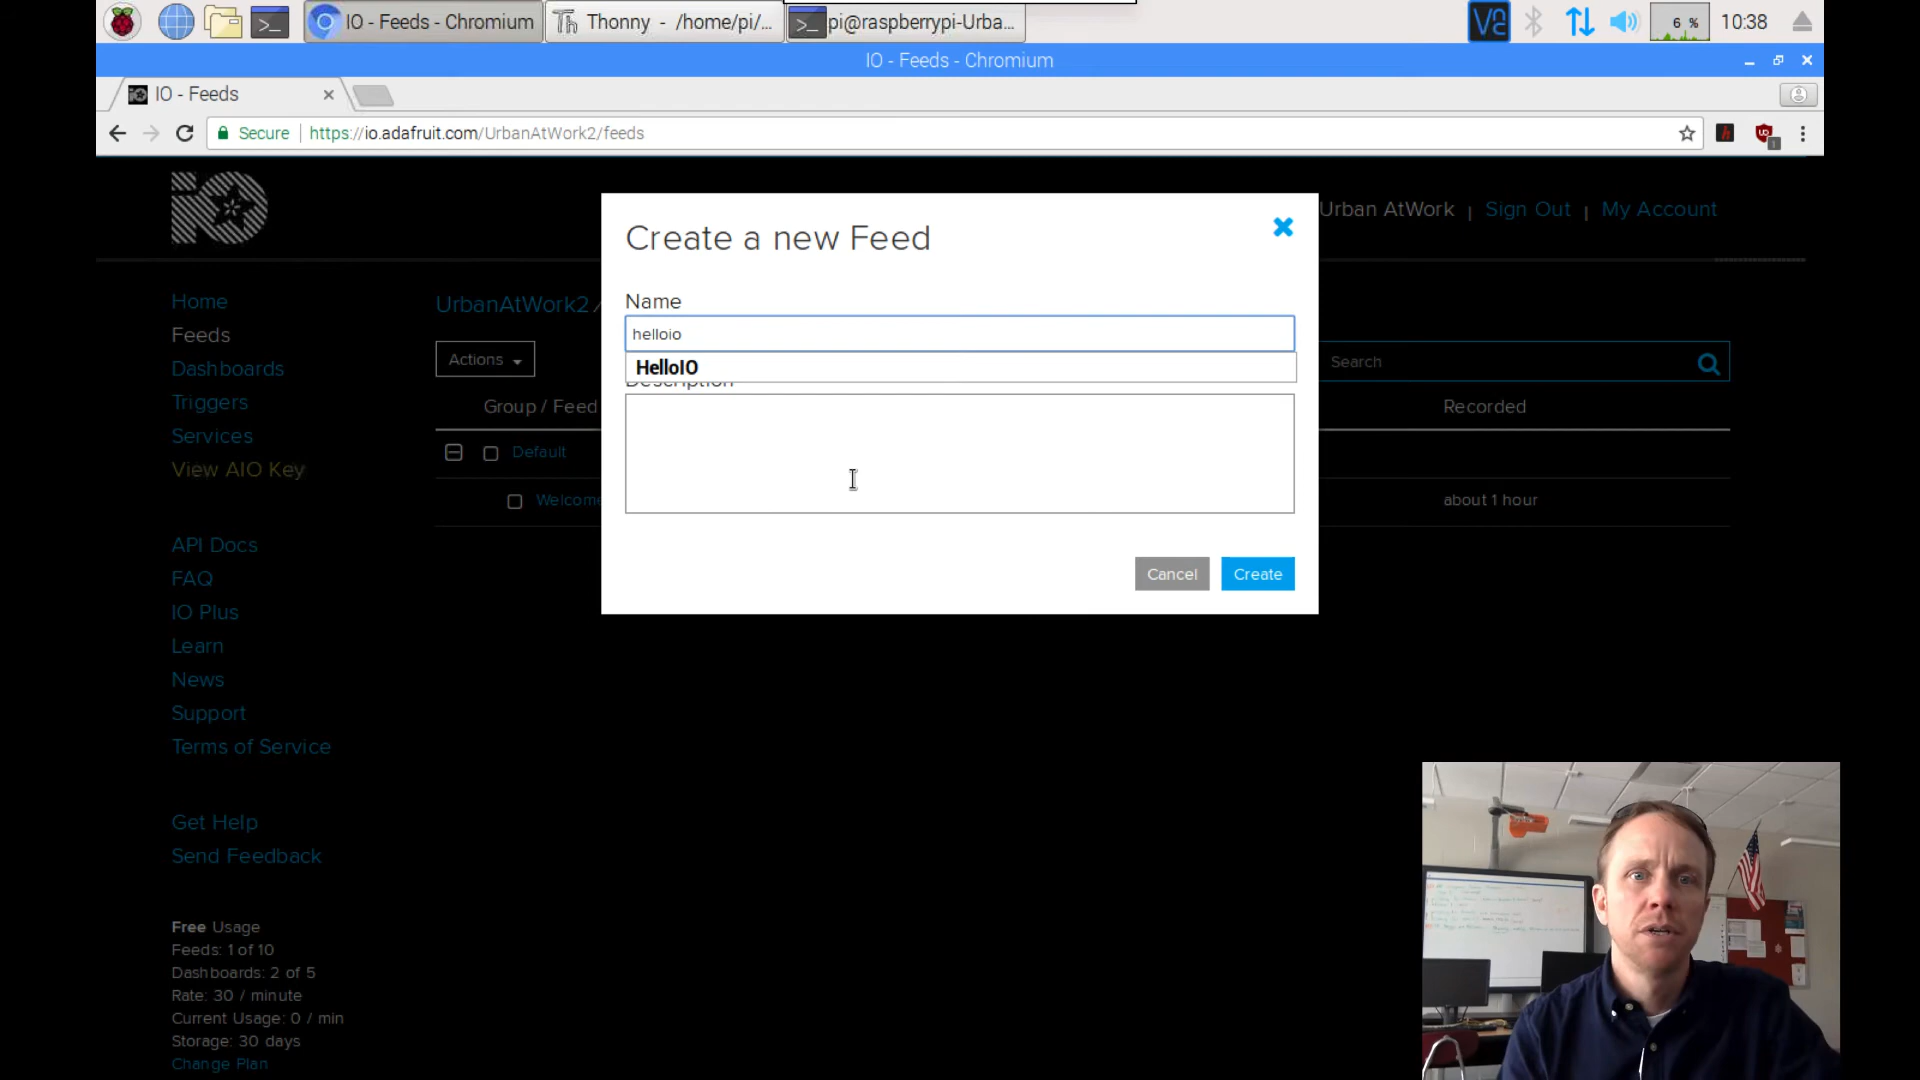 IO - Feeds - Chromium
Thonny - /home/pi/...
pi@raspberrypi-Urba...
6 %
10:38
IO - Feeds - Chromium
IO - Feeds
Secure
https://io.adafruit.com/UrbanAtWork2/feeds
Urban AtWork | Sign Out | My Account
Create a new Feed
Name
helloio
HelloIO
Description
Cancel
Create
Home
Feeds
Dashboards
Triggers
Services
View AIO Key
API Docs
FAQ
IO Plus
Learn
News
Support
Terms of Service
Get Help
Send Feedback
UrbanAtWork2 /
Actions
Search
Group / Feed
Recorded
Default
Welcome
about 1 hour
Free Usage
Feeds: 1 of 10
Dashboards: 2 of 5
Rate: 30 / minute
Current Usage: 0 / min
Storage: 30 days
Change Plan